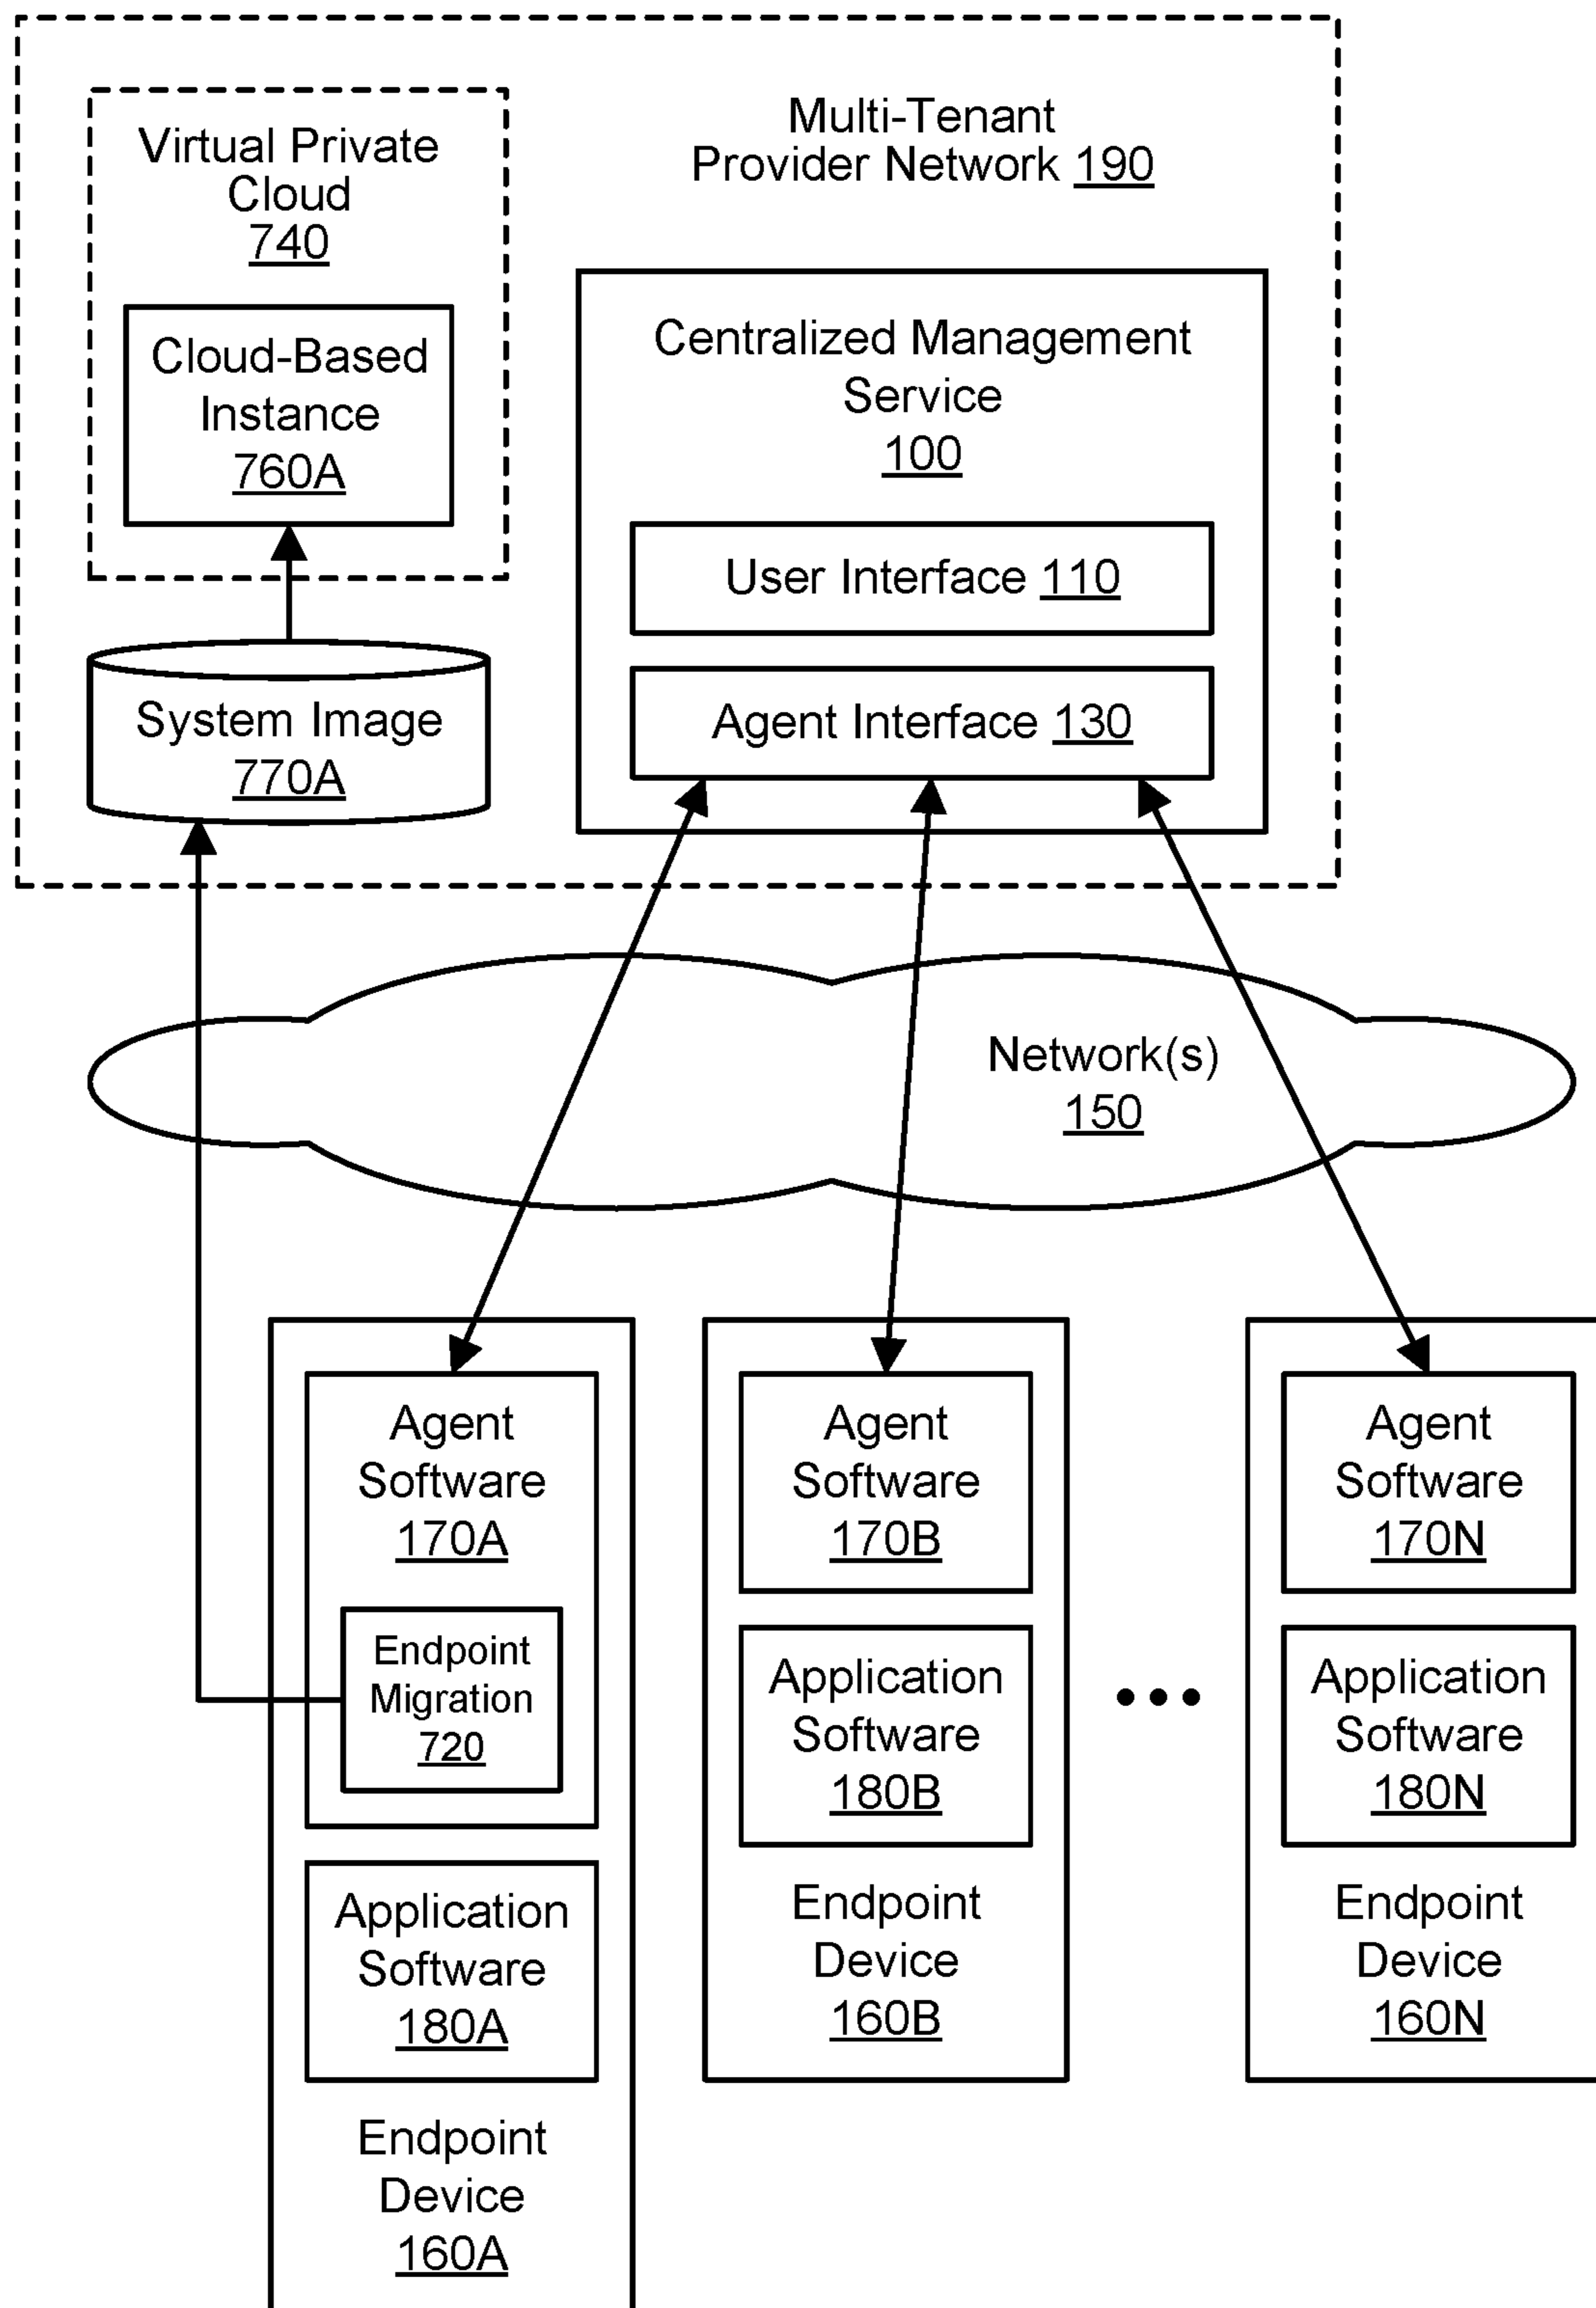 Multi-Tenant
Provider Network 190
Virtual Private
Cloud
740
Cloud-Based
Instance
760A
System Image
770A
Centralized Management
Service
100
User Interface 110
Agent Interface 130
Network(s)
150
Agent
Software
170A
Endpoint
Migration
720
Application
Software
180A
Endpoint
Device
160A
Agent
Software
170B
Application
Software
180B
Endpoint
Device
160B
Agent
Software
170N
Application
Software
180N
Endpoint
Device
160N